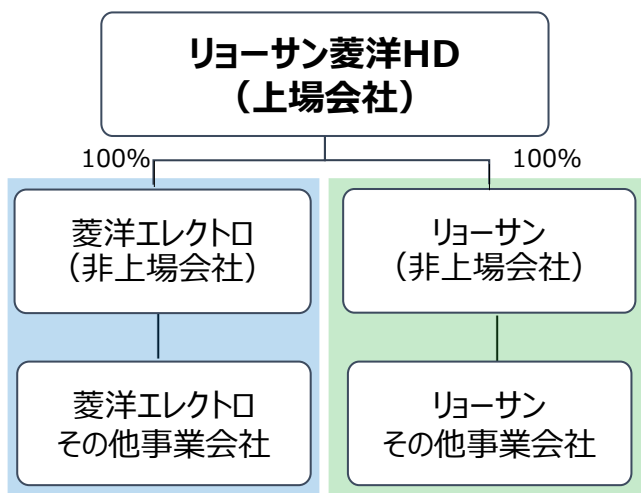 リョーサン菱洋HD
（上場会社）
100%
100%
菱洋エレクトロ
（非上場会社）
リョーサン
（非上場会社）
菱洋エレクトロ
その他事業会社
リョーサン
その他事業会社